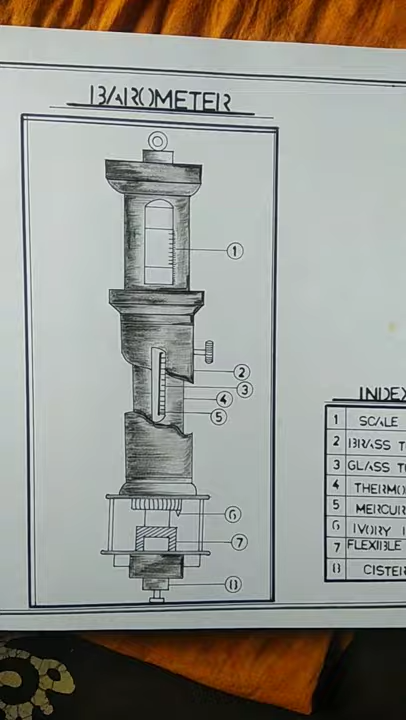 BAROMETER
1
2
3
4
5
6
7
8
INDEX
1 SCALE
2 BRASS T
3 GLASS T
4 THERMO
5 MERCUR
6 IVORY
7 FLEXIBLE
8 CISTER